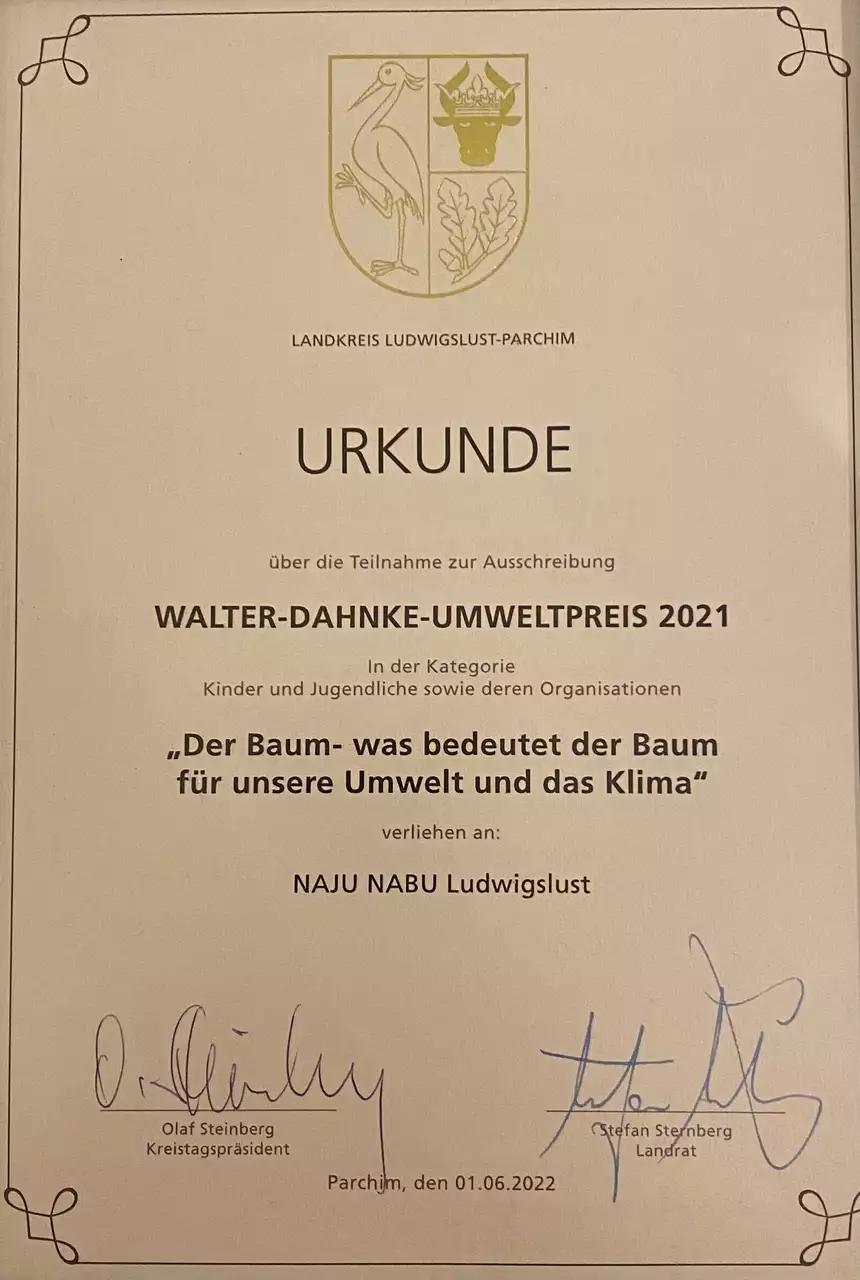 LANDKREIS LUDWIGSLUST-PARCHIM
URKUNDE
über die Teilnahme zur Ausschreibung
WALTER-DAHNKE-UMWELTPREIS 2021
In der Kategorie
Kinder und Jugendliche sowie deren Organisationen
„Der Baum- was bedeutet der Baum
für unsere Umwelt und das Klima“
verliehen an:
NAJU NABU Ludwigslust
Olaf Steinberg
Kreistagspräsident
Stefan Sternberg
Landrat
Parchim, den 01.06.2022